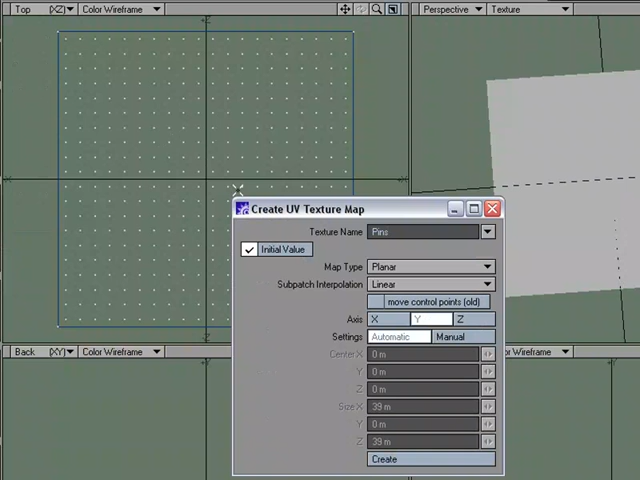 Top (XZ) Color Wireframe Perspective Texture
Z
X X
Create UV Texture Map
Texture Name Pins
Initial Value
Map Type Planar
Subpatch Interpolation Linear
move control points (old)
Axis X Y Z
Z
Settings Automatic Manual
Back (XY) Color Wireframe or Wireframe
Center X 0 m
Y 0 m
Z 0 m
Size X 39 m
Y 0 m
Z 39 m
Create